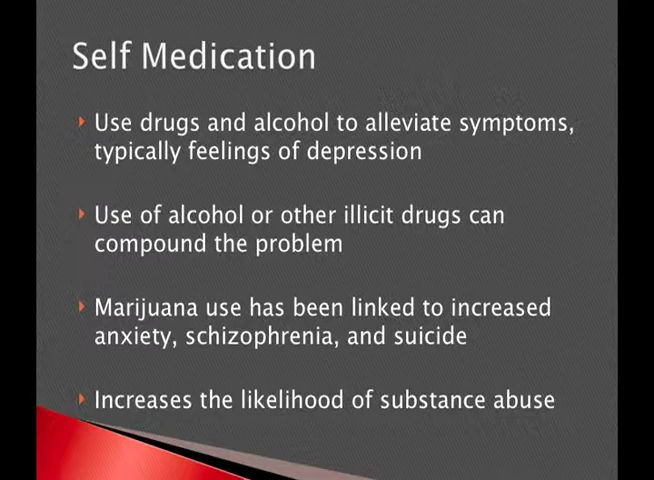 Self Medication
Use drugs and alcohol to alleviate symptoms,
typically feelings of depression
Use of alcohol or other illicit drugs can
compound the problem
Marijuana use has been linked to increased
anxiety, schizophrenia, and suicide
Increases the likelihood of substance abuse